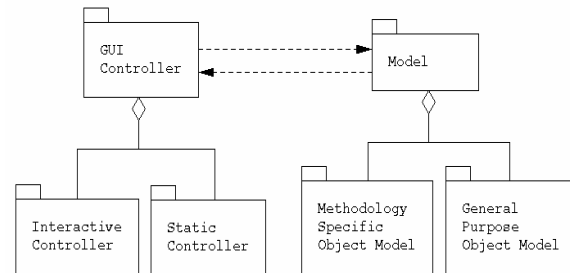 GUI
Controller
Model
Interactive
Controller
Static
Controller
Methodology
Specific
Object Model
General
Purpose
Object Model